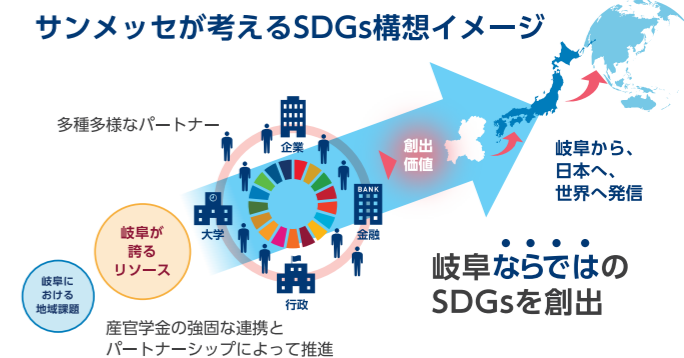 サンメッセが考えるSDGs構想イメージ
多種多様なパートナー
企業
創出
価値
岐阜から、
日本へ、
世界へ発信
BANK
大学
金融
岐阜が
誇る
リソース
岐阜に
おける
地域課題
行政
岐阜ならではの
SDGsを創出
産官学金の強固な連携と
パートナーシップによって推進